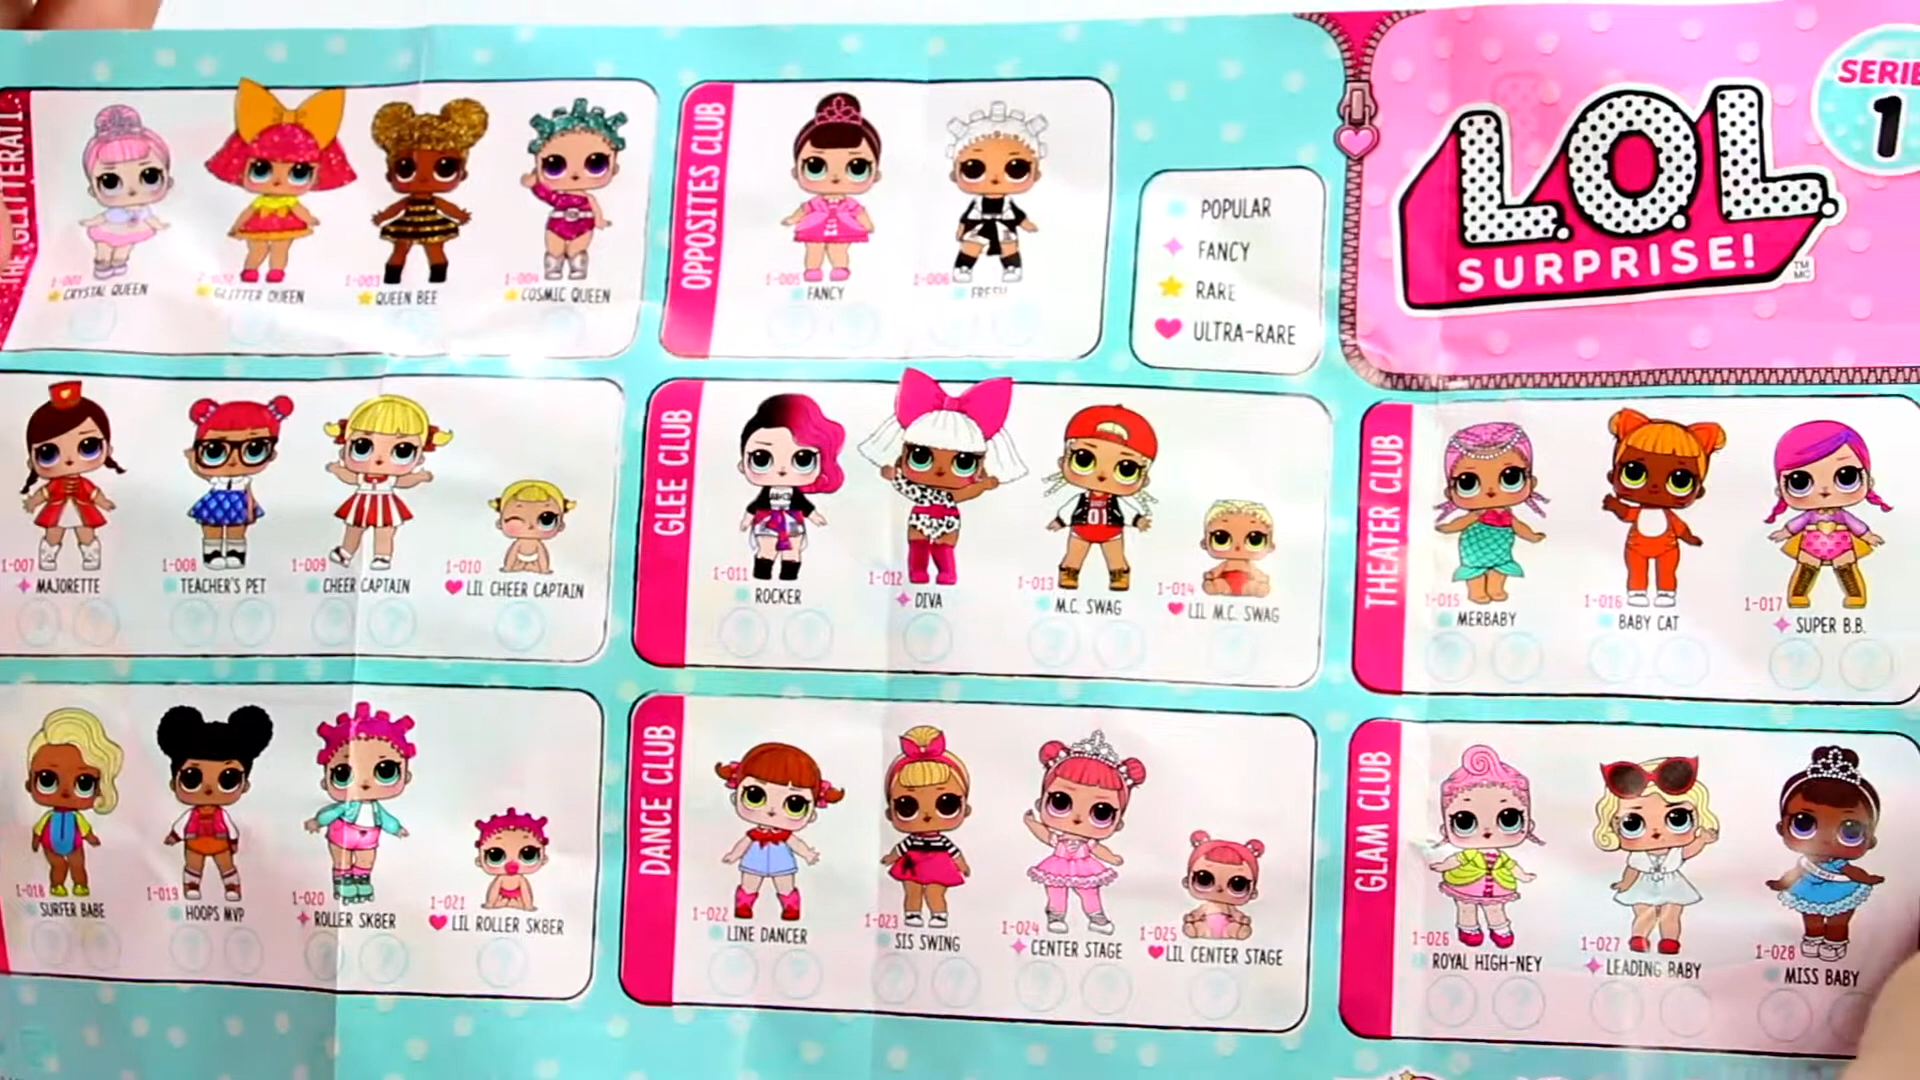 THE GLITTERATI
1-001
CRYSTAL QUEEN
GLITTER QUEEN
1-003
QUEEN BEE
1-004
COSMIC QUEEN
OPPOSITES CLUB
1-005
FANCY
1-006
FRESH
POPULAR
FANCY
RARE
ULTRA-RARE
L.O.L.
SURPRISE!
TM
MC
SERIE
1
1-007
MAJORETTE
1-008
TEACHER'S PET
1-009
CHEER CAPTAIN
1-010
LIL CHEER CAPTAIN
GLEE CLUB
1-011
ROCKER
1-012
DIVA
01
1-013
M.C. SWAG
1-014
LIL M.C. SWAG
THEATER CLUB
1-015
MERBABY
1-016
BABY CAT
1-017
SUPER B.B.
1-018
SURFER BABE
1-019
HOOPS MVP
1-020
ROLLER SK8ER
1-021
LIL ROLLER SK8ER
DANCE CLUB
1-022
LINE DANCER
1-023
SIS SWING
1-024
CENTER STAGE
1-025
LIL CENTER STAGE
GLAM CLUB
1-026
ROYAL HIGH-NEY
1-027
LEADING BABY
1-028
MISS BABY